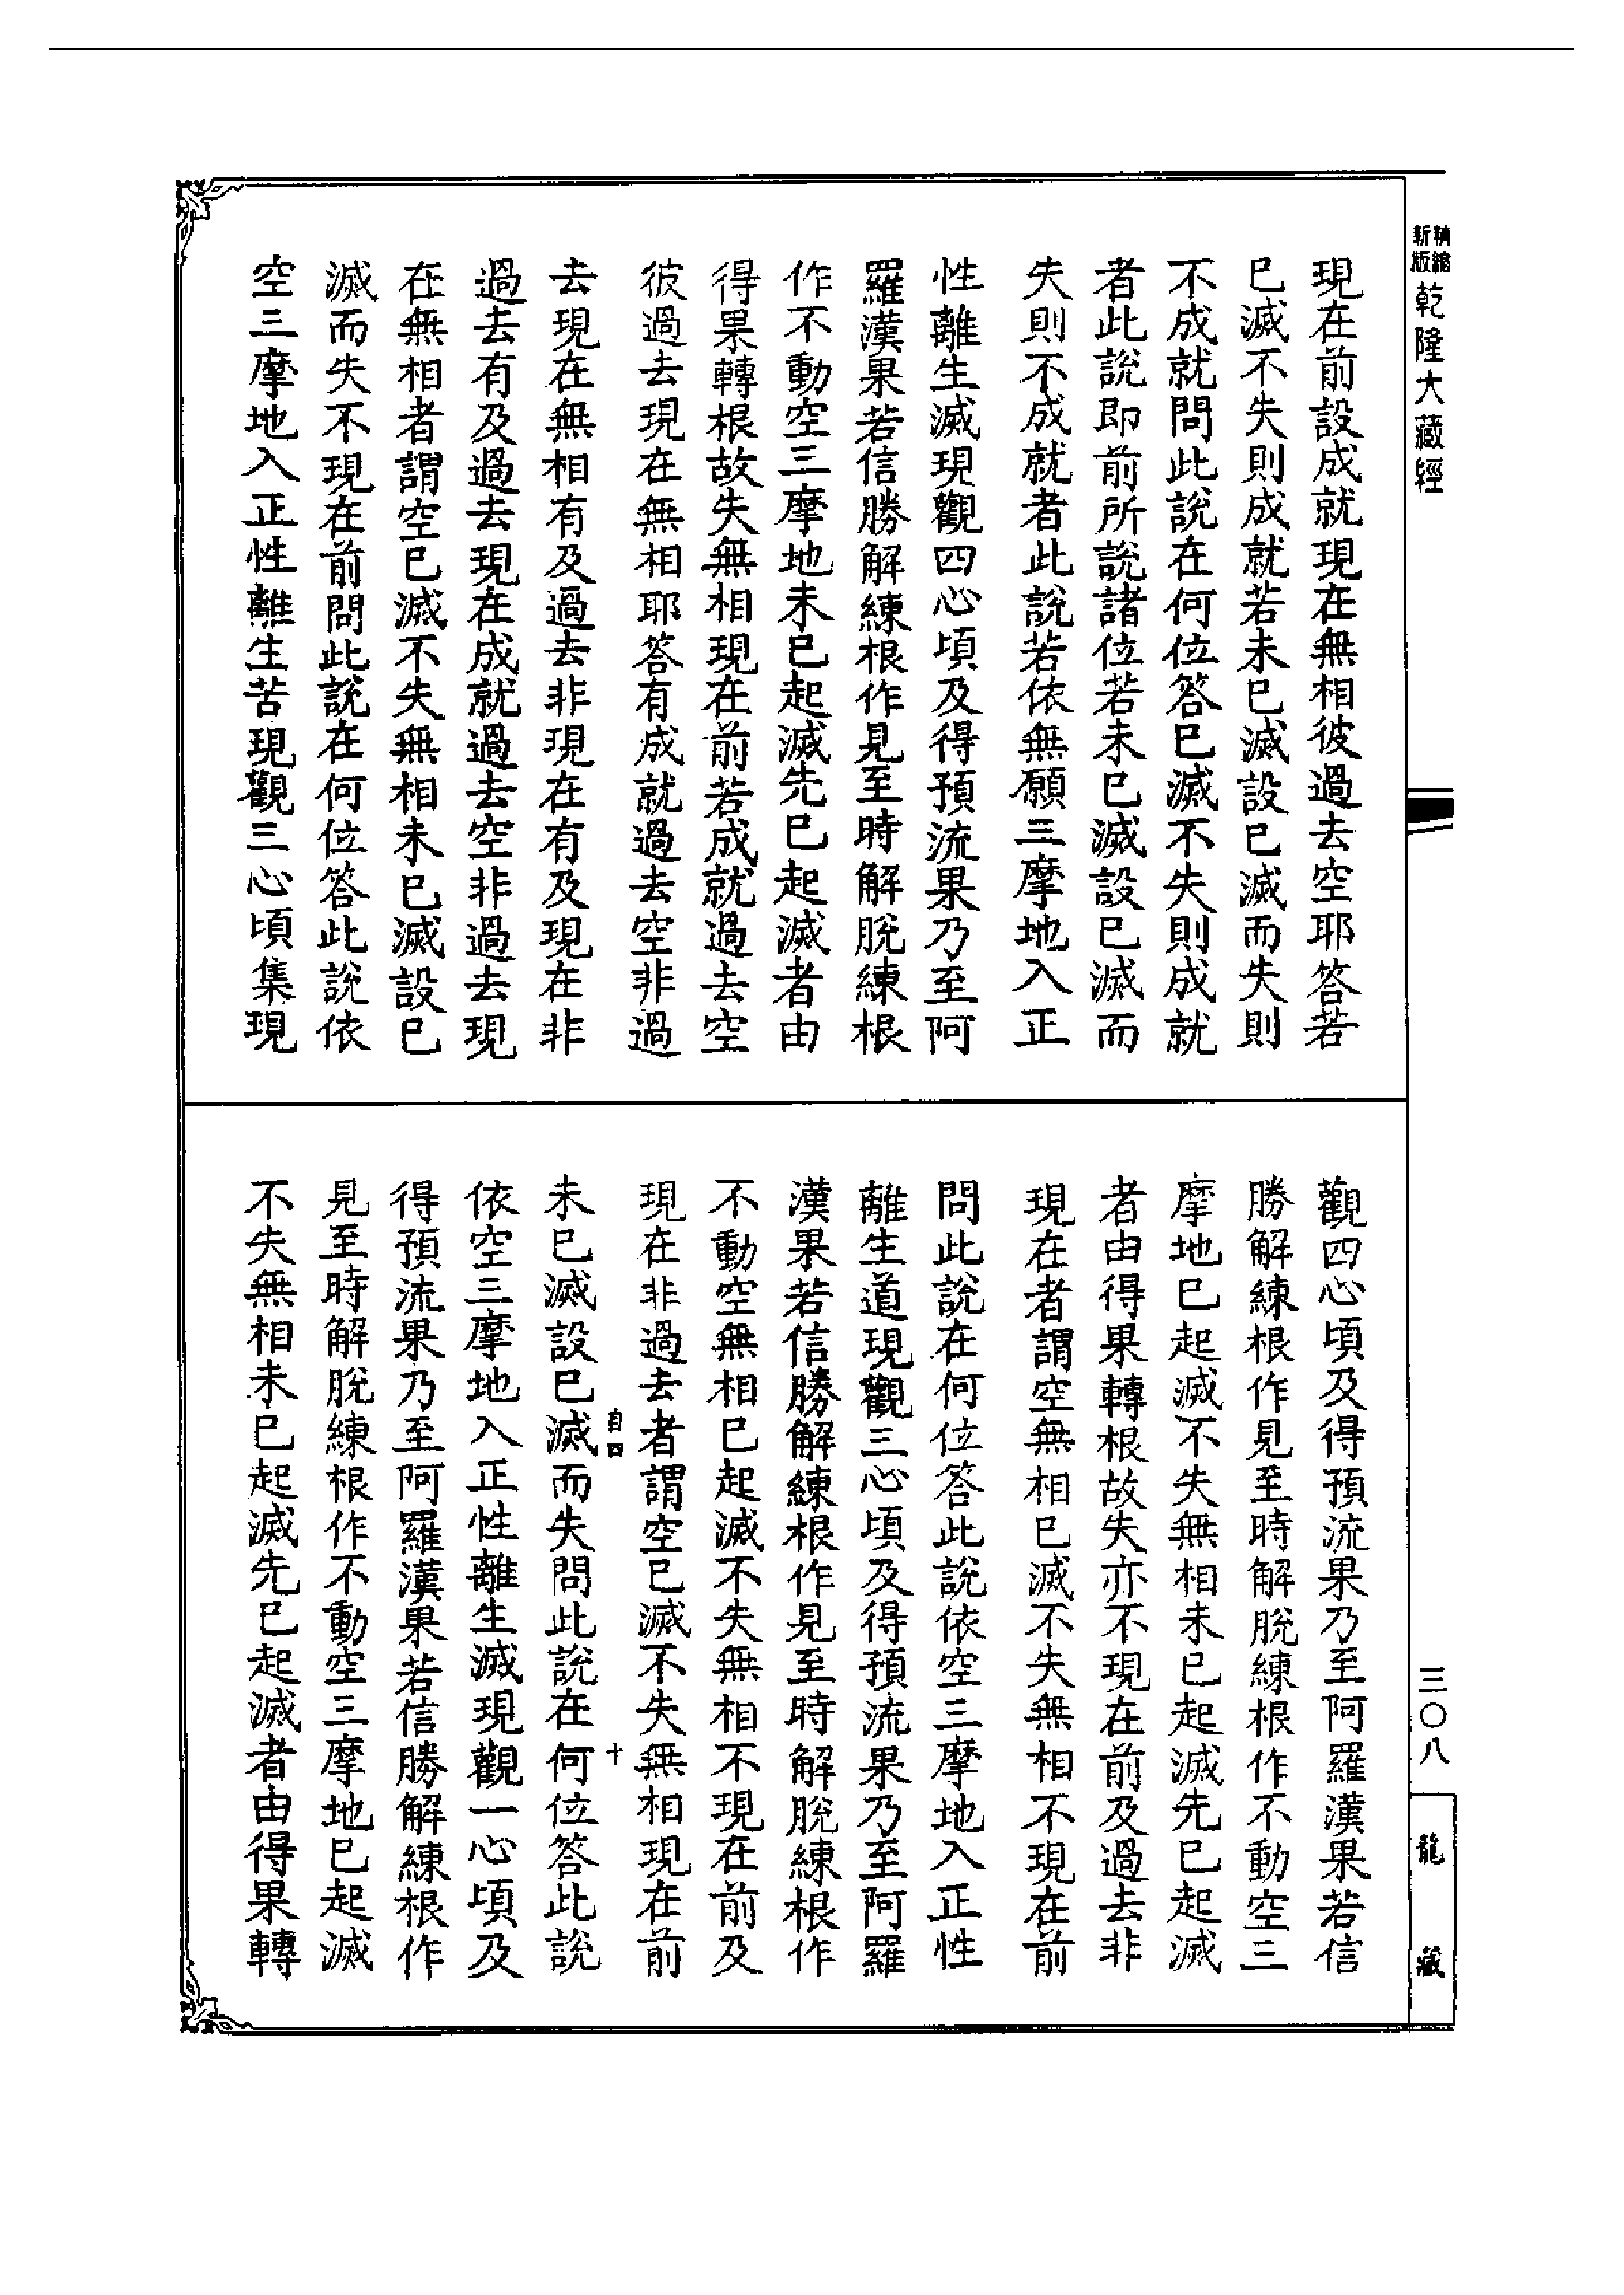 精縮
新版
乾隆大藏經
三〇八
龍藏
現在前設成就現在無相彼過去空耶答若
已滅不失則成就若未已滅設已滅而失則
不成就問此說在何位答已滅不失則成就
者此說即前所說諸位若未已滅設已滅而
失則不成就者此說若依無願三摩地入正
性離生滅現觀四心頃及得預流果乃至阿
羅漢果若信勝解練根作見至時解脫練根
作不動空三摩地未已起滅先已起滅者由
得果轉根故失無相現在前若成就過去空
彼過去現在無相耶答有成就過去空非過
去現在無相有及過去非現在有及現在非
過去有及過去現在成就過去空非過去現
在無相者謂空已滅不失無相未已滅設已
滅而失不現在前問此說在何位答此說依
空三摩地入正性離生苦現觀三心頃集現
觀四心頃及得預流果乃至阿羅漢果若信
勝解練根作見至時解脫練根作不動空三
摩地已起滅不失無相未已起滅先已起滅
者由得果轉根故失亦不現在前及過去非
現在者謂空無相已滅不失無相不現在前
問此說在何位答此說依空三摩地入正性
離生道現觀三心頃及得預流果乃至阿羅
漢果若信勝解練根作見至時解脫練根作
不動空無相已起滅不失無相不現在前及
現在非過去者謂空已滅不失無相現在前
自四
十
未已滅設已滅而失問此說在何位答此說
依空三摩地入正性離生滅現觀一心頃及
得預流果乃至阿羅漢果若信勝解練根作
見至時解脫練根作不動空三摩地已起滅
不失無相未已起滅先已起滅者由得果轉